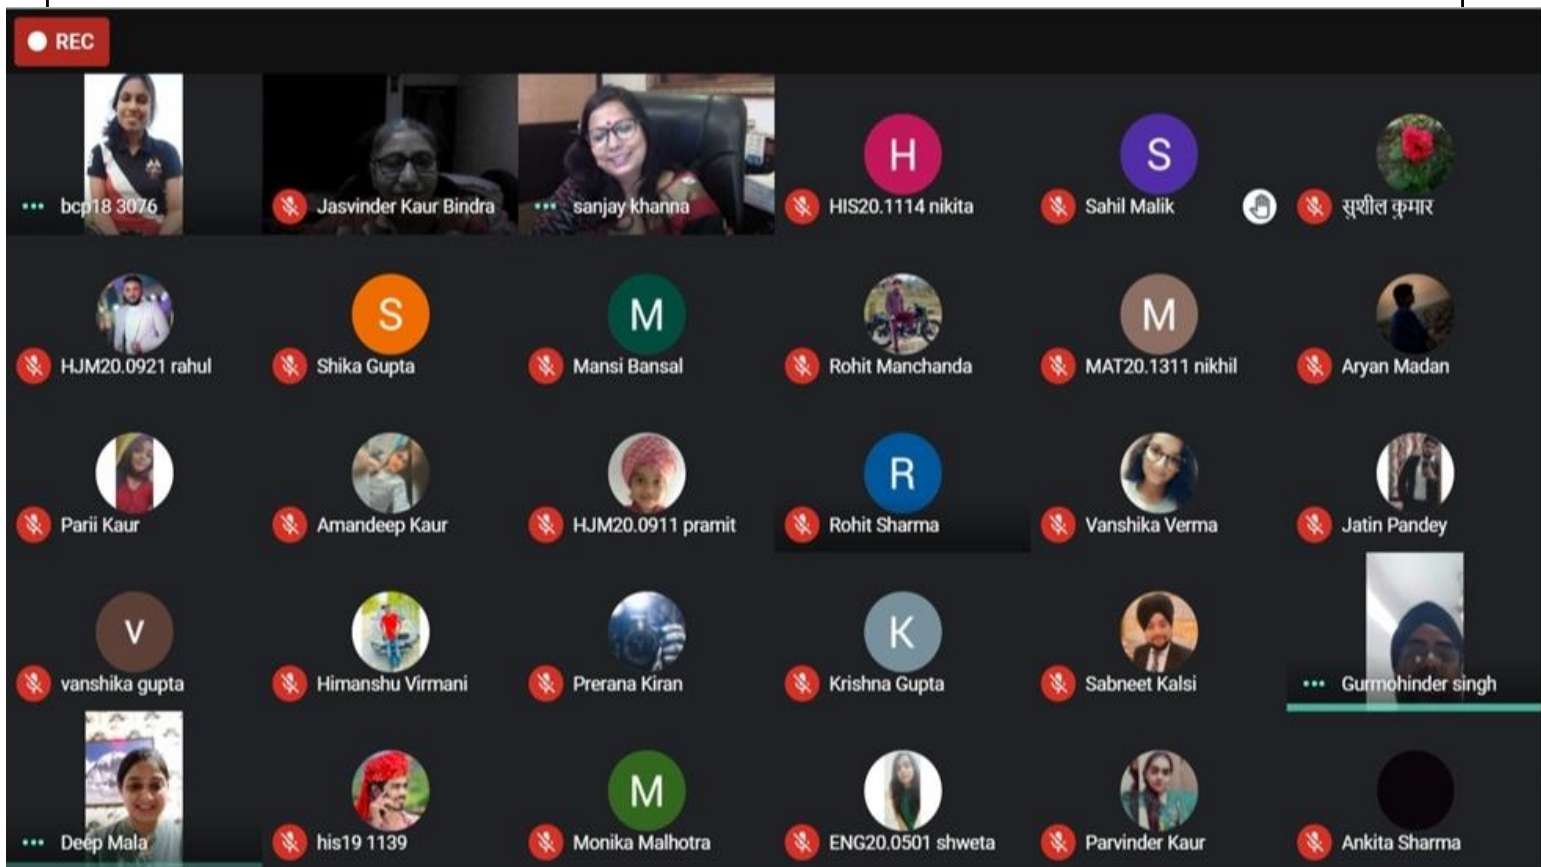 REC
bcp18 3076
Jasvinder Kaur Bindra
sanjay khanna
H
HIS20.1114 nikita
S
Sahil Malik
सुशील कुमार
HJM20.0921 rahul
S
Shika Gupta
M
Mansi Bansal
Rohit Manchanda
M
MAT20.1311 nikhil
Aryan Madan
Parii Kaur
Amandeep Kaur
HJM20.0911 pramit
R
Rohit Sharma
Vanshika Verma
Jatin Pandey
v
vanshika gupta
Himanshu Virmani
Prerana Kiran
K
Krishna Gupta
Sabneet Kalsi
Gurmohinder singh
Deep Mala
his19 1139
M
Monika Malhotra
ENG20.0501 shweta
Parvinder Kaur
Ankita Sharma